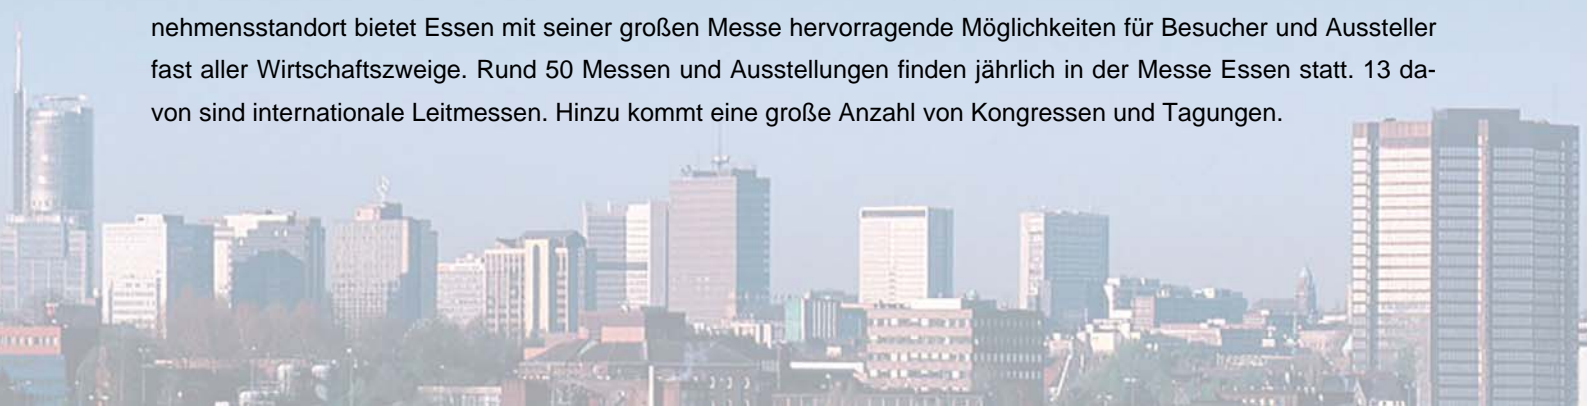 nehmensstandort bietet Essen mit seiner großen Messe hervorragende Möglichkeiten für Besucher und Aussteller
fast aller Wirtschaftszweige. Rund 50 Messen und Ausstellungen finden jährlich in der Messe Essen statt. 13 da-
von sind internationale Leitmessen. Hinzu kommt eine große Anzahl von Kongressen und Tagungen.